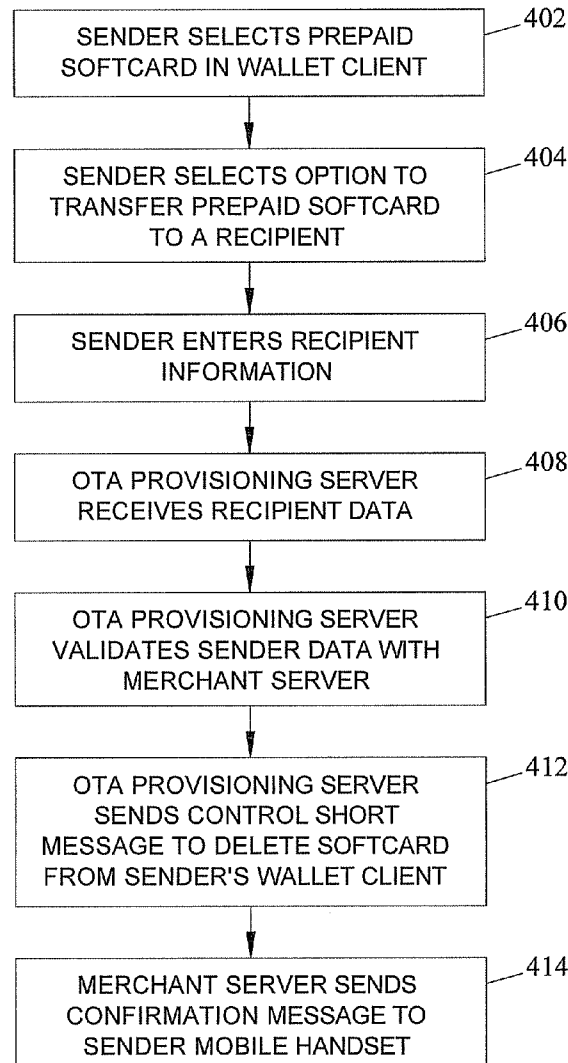 402
SENDER SELECTS PREPAID
SOFTCARD IN WALLET CLIENT
404
SENDER SELECTS OPTION TO
TRANSFER PREPAID SOFTCARD
TO A RECIPIENT
406
SENDER ENTERS RECIPIENT
INFORMATION
408
OTA PROVISIONING SERVER
RECEIVES RECIPIENT DATA
410
OTA PROVISIONING SERVER
VALIDATES SENDER DATA WITH
MERCHANT SERVER
412
OTA PROVISIONING SERVER
SENDS CONTROL SHORT
MESSAGE TO DELETE SOFTCARD
FROM SENDER'S WALLET CLIENT
414
MERCHANT SERVER SENDS
CONFIRMATION MESSAGE TO
SENDER MOBILE HANDSET